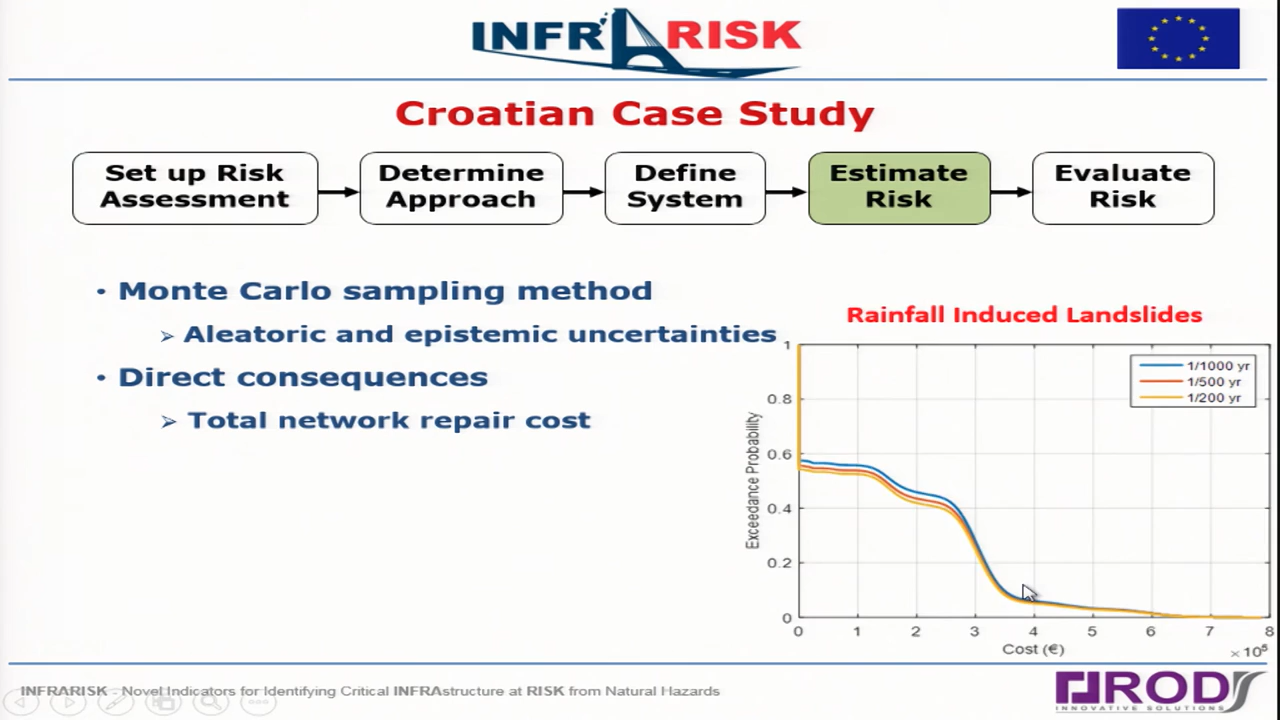 INFRARISK
Croatian Case Study
Set up Risk Assessment
Determine Approach
Define System
Estimate Risk
Evaluate Risk
• Monte Carlo sampling method
➢ Aleatoric and epistemic uncertainties
• Direct consequences
➢ Total network repair cost
Rainfall Induced Landslides
1/1000 yr
1/500 yr
1/200 yr
Exceedance Probability
1
0.8
0.6
0.4
0.2
0
0 1 2 3 4 5 6 7 8
Cost (€)
INFRARISK - Novel Indicators for Identifying Critical INFRAstructure at RISK from Natural Hazards
ROD
INNOVATIVE SOLUTIONS